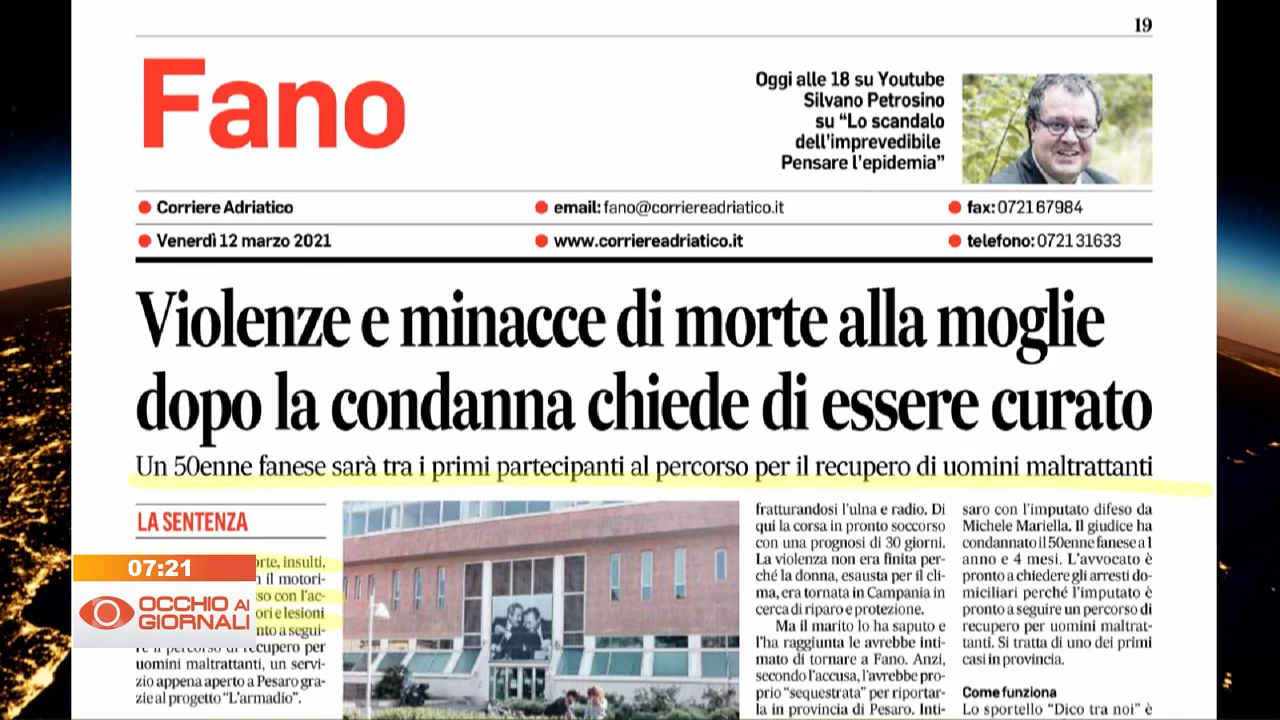 19
Fano
Oggi alle 18 su Youtube
Silvano Petrosino
su “Lo scandalo
dell’imprevedibile
Pensare l’epidemia”
Corriere Adriatico
email: fano@corriereadriatico.it
fax: 0721 67984
Venerdì 12 marzo 2021
www.corriereadriatico.it
telefono: 0721 31633
Violenze e minacce di morte alla moglie
dopo la condanna chiede di essere curato
Un 50enne fanese sarà tra i primi partecipanti al percorso per il recupero di uomini maltrattanti
LA SENTENZA
orte, insulti,
il motori-
so con l’ac-
ori e lesioni
nto a segui-
re il percorso di recupero per
uomini maltrattanti, un servi-
zio appena aperto a Pesaro gra-
zie al progetto “L’armadio”.
07:21
OCCHIO AI
GIORNALI
fratturandosi l’ulna e radio. Di
qui la corsa in pronto soccorso
con una prognosi di 30 giorni.
La violenza non era finita per-
ché la donna, esausta per il cli-
ma, era tornata in Campania in
cerca di riparo e protezione.
Ma il marito lo ha saputo e
l’ha raggiunta le avrebbe inti-
mato di tornare a Fano. Anzi,
secondo l’accusa, l’avrebbe pro-
prio “sequestrata” per riportar-
la in provincia di Pesaro. Inti-
saro con l’imputato difeso da
Michele Mariella. Il giudice ha
condannato il 50enne fanese a 1
anno e 4 mesi. L’avvocato è
pronto a chiedere gli arresti do-
miciliari perché l’imputato è
pronto a seguire un percorso di
recupero per uomini maltrat-
tanti. Si tratta di uno dei primi
casi in provincia.
Come funziona
Lo sportello “Dico tra noi” è